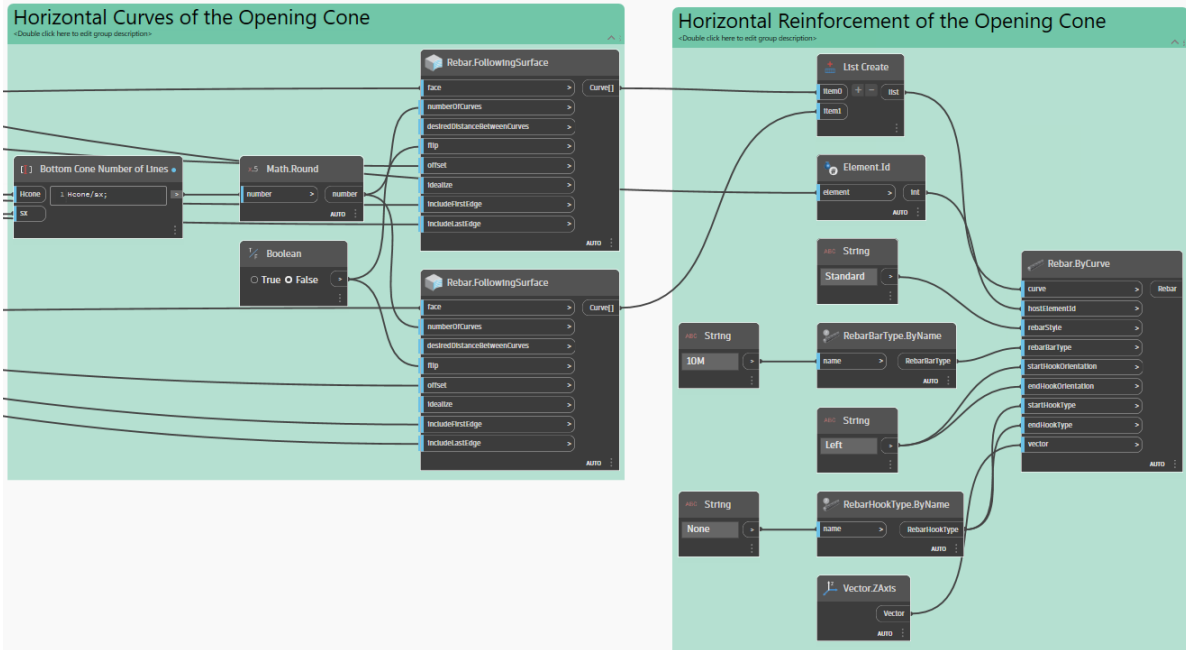 Horizontal Curves of the Opening Cone
<Double click here to edit group description>
Rebar.FollowingSurface
face > Curve[]
numberOfCurves >
desiredDistanceBetweenCurves >
flip >
offset >
idealize >
includeFirstEdge >
includeLastEdge >
AUTO
Bottom Cone Number of Lines
Hcone
1 Hcone/sx;
>
sx
Math.Round
number > number
AUTO
Boolean
True False >
Rebar.FollowingSurface
face > Curve[]
numberOfCurves >
desiredDistanceBetweenCurves >
flip >
offset >
idealize >
includeFirstEdge >
includeLastEdge >
AUTO
Horizontal Reinforcement of the Opening Cone
<Double click here to edit group description>
List Create
item0 + - list
item1
Element.Id
element > int
AUTO
ABC String
Standard >
ABC String
10M >
RebarBarType.ByName
name > RebarBarType
AUTO
ABC String
Left >
ABC String
None >
RebarHookType.ByName
name > RebarHookType
AUTO
Vector.ZAxis
Vector
AUTO
Rebar.ByCurve
curve > Rebar
hostElementId >
rebarStyle >
rebarBarType >
startHookOrientation >
endHookOrientation >
startHookType >
endHookType >
vector >
AUTO